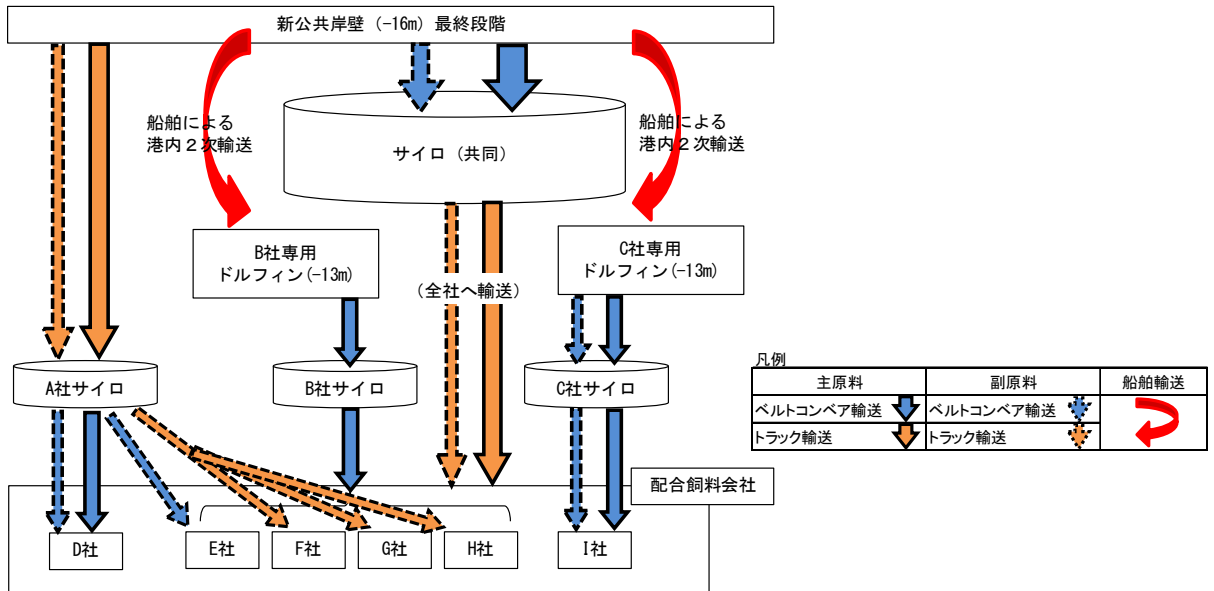 新公共岸壁（-16m）最終段階
船舶による
港内２次輸送
サイロ（共同）
船舶による
港内２次輸送
B社専用
ドルフィン(-13m)
C社専用
ドルフィン(-13m)
（全社へ輸送）
A社サイロ
B社サイロ
C社サイロ
凡例
主原料 副原料 船舶輸送
ベルトコンベア輸送 ベルトコンベア輸送
トラック輸送 トラック輸送
配合飼料会社
D社 E社 F社 G社 H社 I社